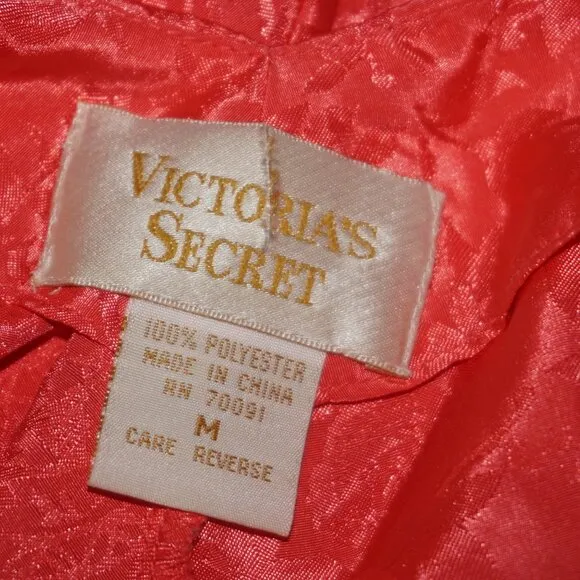 VICTORIA'S
SECRET
100% POLYESTER
MADE IN CHINA
RN 70091
M
CARE REVERSE